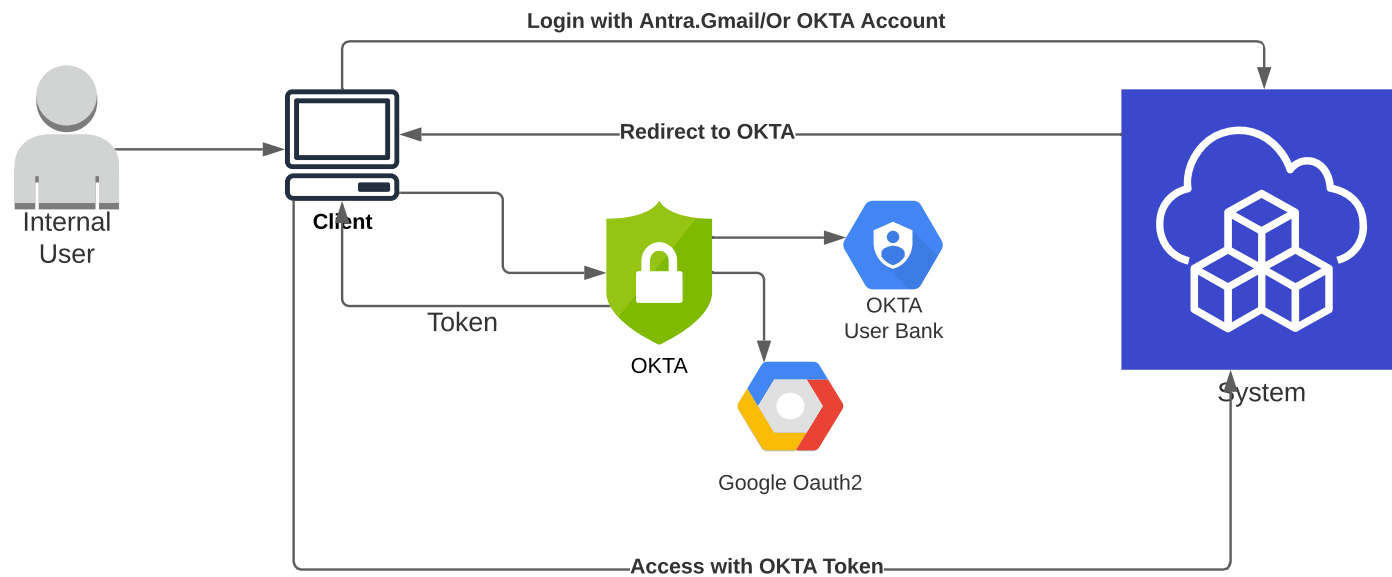 Login with Antra.Gmail/Or OKTA Account
Redirect to OKTA
Internal
User
Client
Token
OKTA
OKTA
User Bank
Google Oauth2
System
Access with OKTA Token